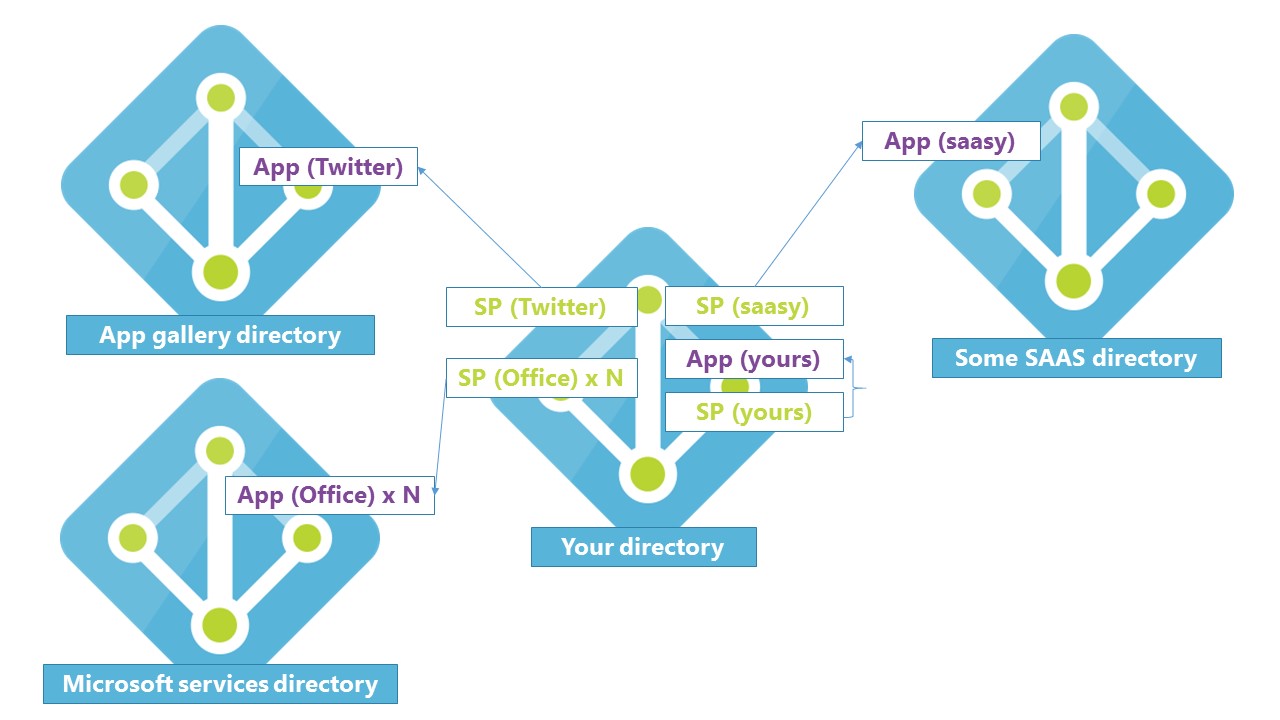 App (Twitter)
App gallery directory
App (Office) x N
Microsoft services directory
SP (Twitter)
SP (Office) x N
SP (saasy)
App (yours)
SP (yours)
Your directory
App (saasy)
Some SAAS directory